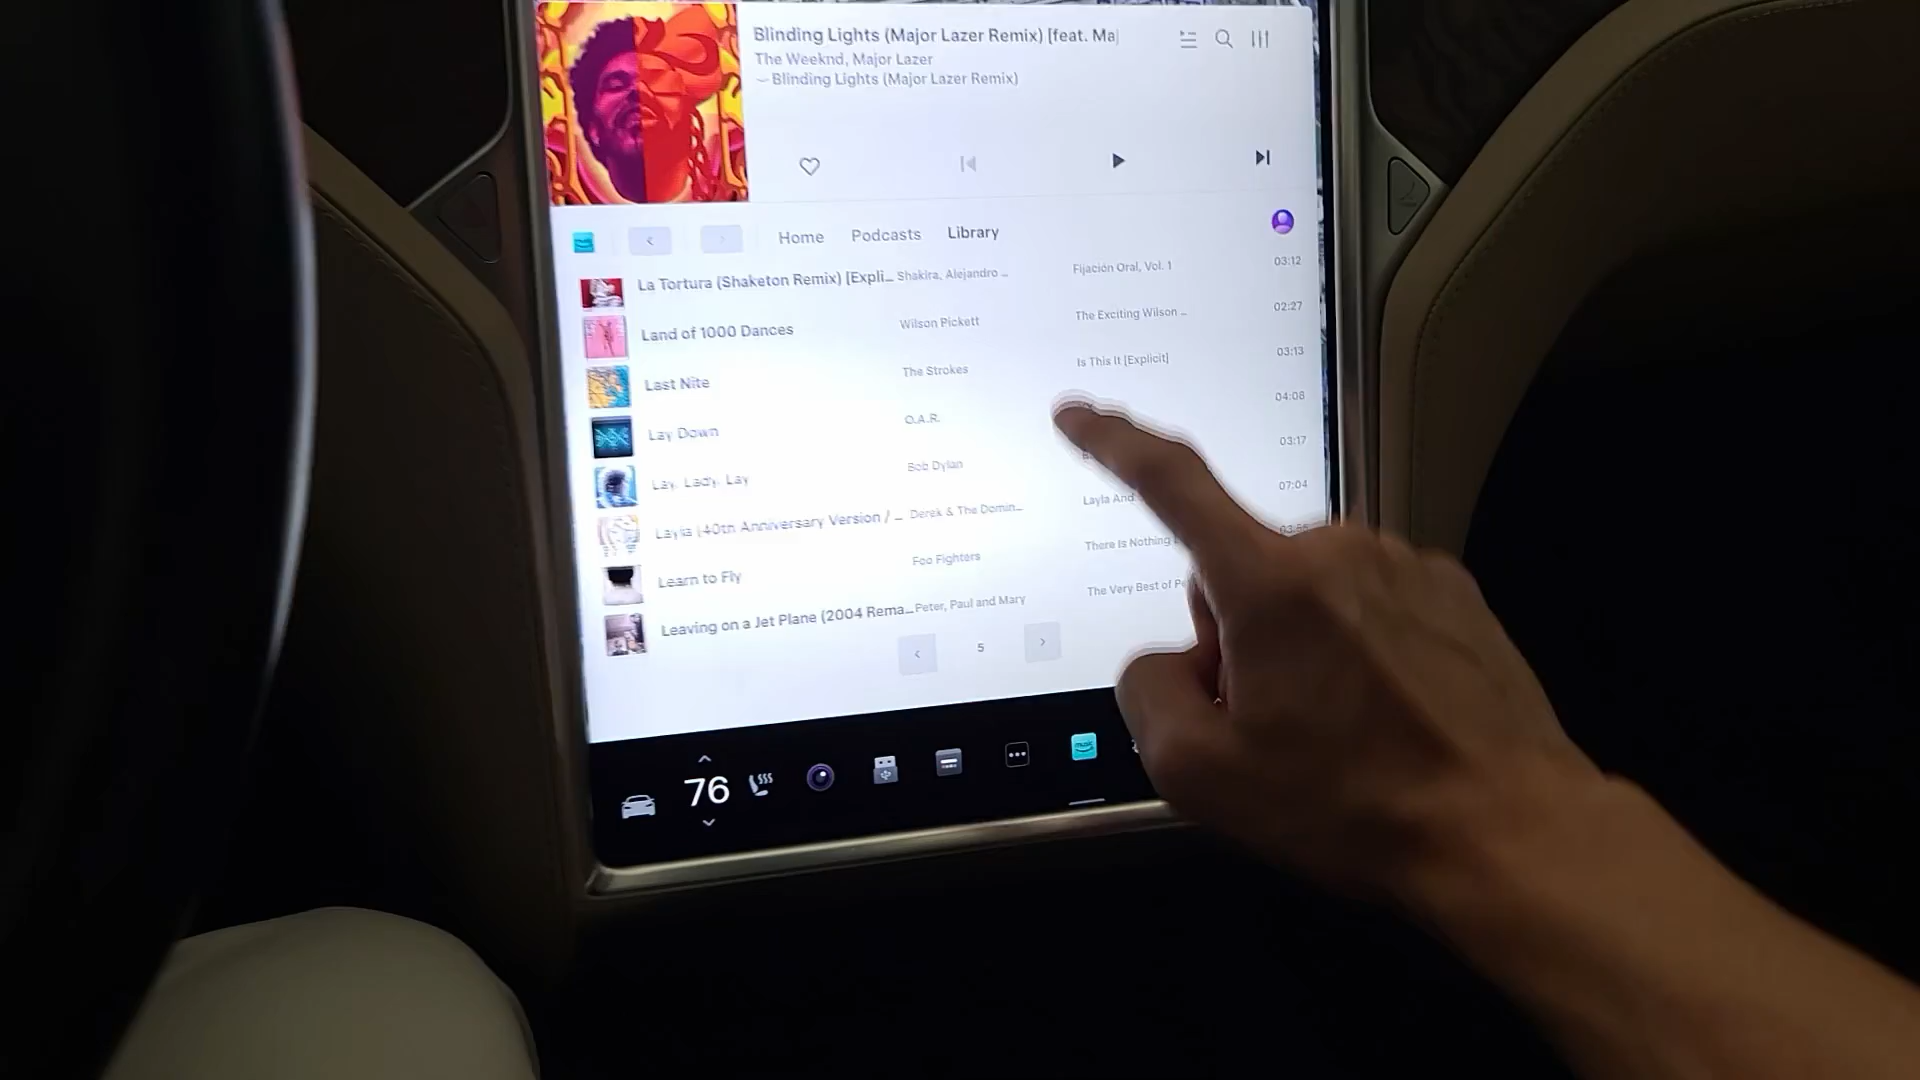 Blinding Lights (Major Lazer Remix) [feat. Ma
The Weeknd, Major Lazer
Blinding Lights (Major Lazer Remix)
music Home Podcasts Library
La Tortura (Shaketon Remix) [Expli... Shakira, Alejandro ... Fijación Oral, Vol. 1 03:12
Land of 1000 Dances Wilson Pickett The Exciting Wilson ... 02:27
Last Nite The Strokes Is This It [Explicit] 03:13
Lay Down O.A.R. 04:08
Lay, Lady, Lay Bob Dylan 03:17
Layla (40th Anniversary Version / ... Derek & The Domin... Layla And 07:04
Learn to Fly Foo Fighters There Is Nothing
Leaving on a Jet Plane (2004 Rema... Peter, Paul and Mary The Very Best of Pe
5
76 music